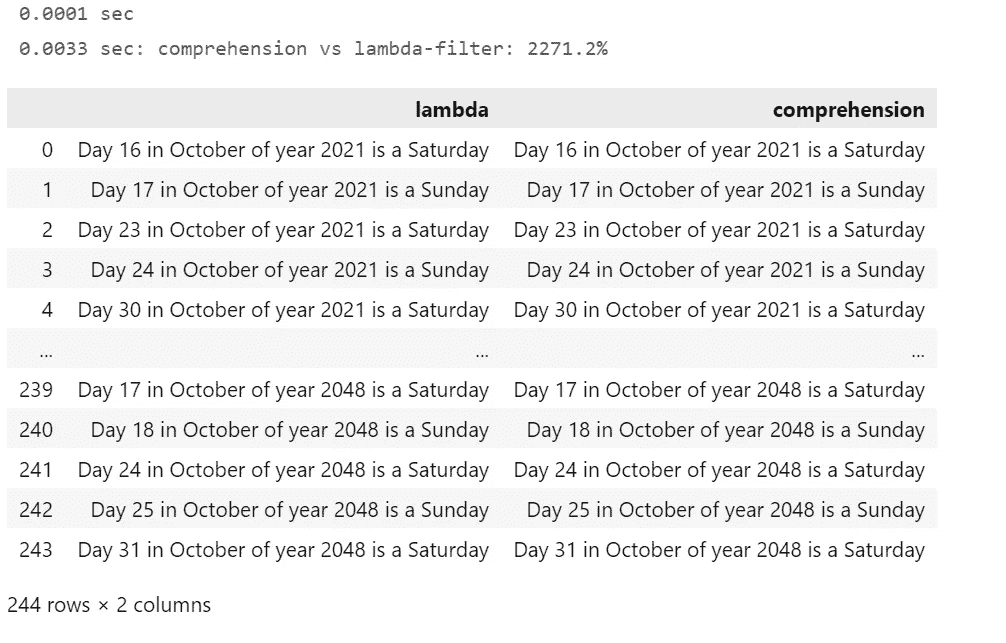 0.0001 sec
0.0033 sec: comprehension vs lambda-filter: 2271.2%
lambda comprehension
0 Day 16 in October of year 2021 is a Saturday Day 16 in October of year 2021 is a Saturday
1 Day 17 in October of year 2021 is a Sunday Day 17 in October of year 2021 is a Sunday
2 Day 23 in October of year 2021 is a Saturday Day 23 in October of year 2021 is a Saturday
3 Day 24 in October of year 2021 is a Sunday Day 24 in October of year 2021 is a Sunday
4 Day 30 in October of year 2021 is a Saturday Day 30 in October of year 2021 is a Saturday
... ... ...
239 Day 17 in October of year 2048 is a Saturday Day 17 in October of year 2048 is a Saturday
240 Day 18 in October of year 2048 is a Sunday Day 18 in October of year 2048 is a Sunday
241 Day 24 in October of year 2048 is a Saturday Day 24 in October of year 2048 is a Saturday
242 Day 25 in October of year 2048 is a Sunday Day 25 in October of year 2048 is a Sunday
243 Day 31 in October of year 2048 is a Saturday Day 31 in October of year 2048 is a Saturday
244 rows × 2 columns